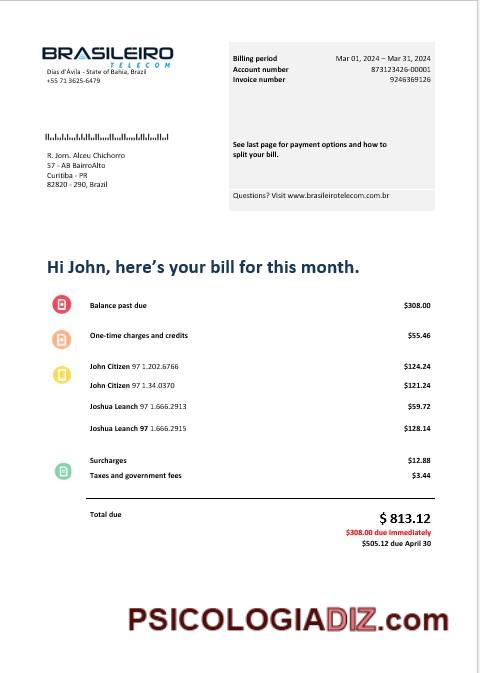 BRASILEIRO
TELECOM
Dias d'Ávila - State of Bahia, Brazil
+55 71 3625-6479
Billing period Mar 01, 2024 – Mar 31, 2024
Account number 873123426-00001
Invoice number 9246369126
See last page for payment options and how to
split your bill.
R. Jorn. Alceu Chichorro
57 - AB BairroAlto
Curitiba - PR
82820 - 290, Brazil
Questions? Visit www.brasileirotelecom.com.br
Hi John, here's your bill for this month.
Balance past due $308.00
One-time charges and credits $55.46
John Citizen 97 1.202.6766 $124.24
John Citizen 97 1.34.0370 $121.24
Joshua Leanch 97 1.666.2913 $59.72
Joshua Leanch 97 1.666.2915 $128.14
Surcharges $12.88
Taxes and government fees $3.44
Total due $ 813.12
$308.00 due immediately
$505.12 due April 30
PSICOLOGIADIZ.com